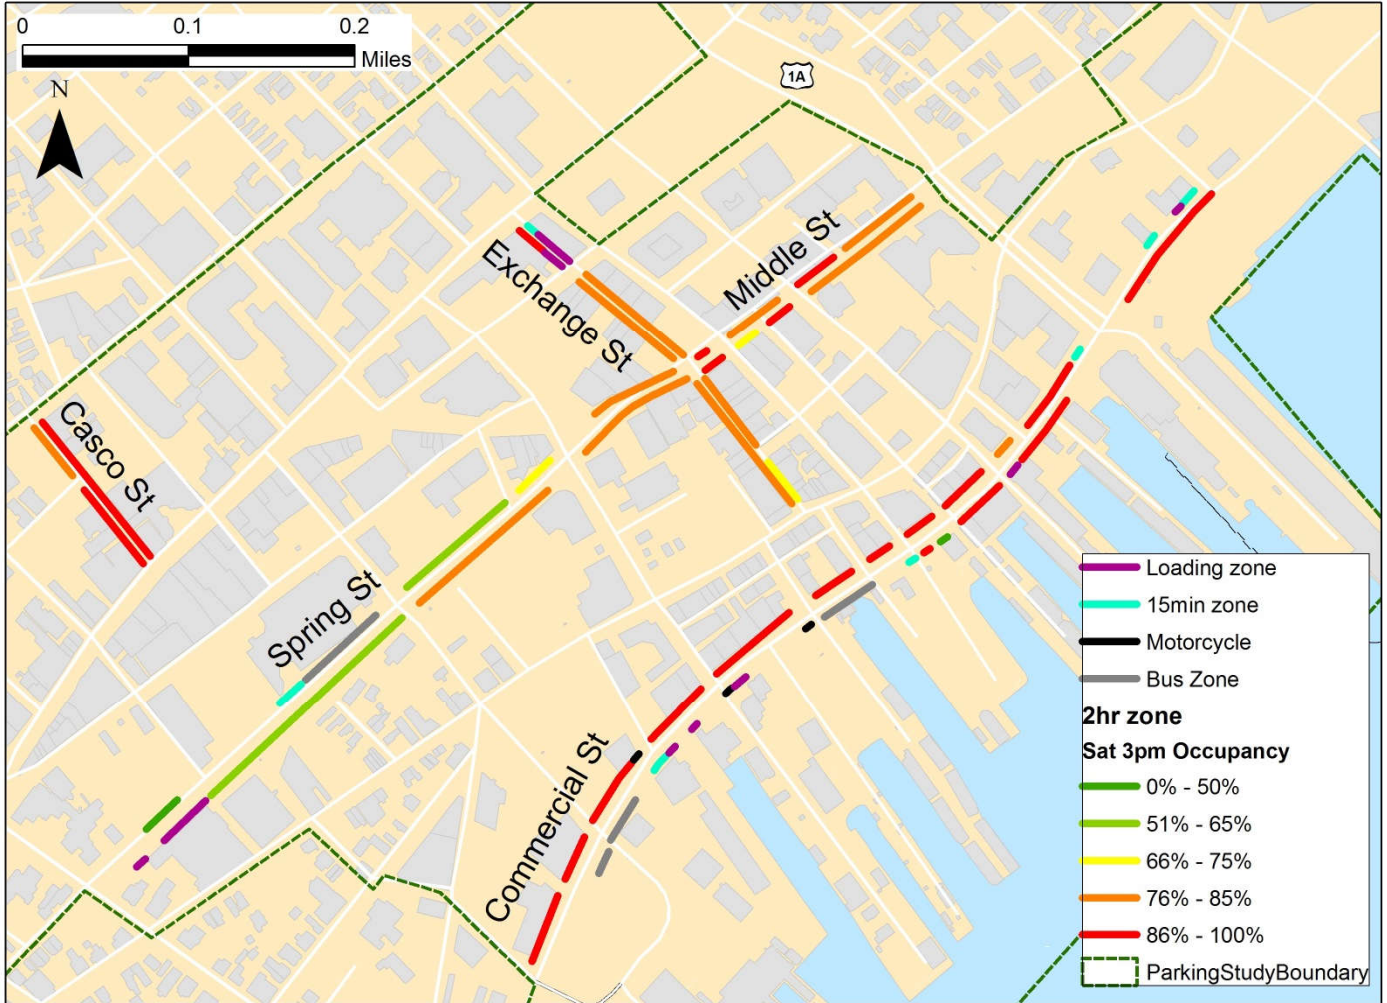 0 0.1 0.2
Miles
N
1A
Middle St
Exchange St
Casco St
Spring St
Commercial St
Loading zone
15min zone
Motorcycle
Bus Zone
2hr zone
Sat 3pm Occupancy
0% - 50%
51% - 65%
66% - 75%
76% - 85%
86% - 100%
ParkingStudyBoundary